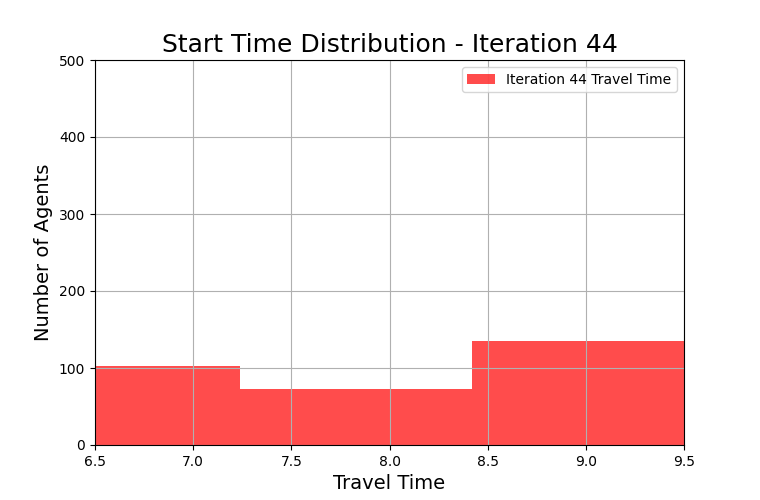 Start Time Distribution - Iteration 44
Iteration 44 Travel Time
Number of Agents
500
400
300
200
100
0
6.5 7.0 7.5 8.0 8.5 9.0 9.5
Travel Time